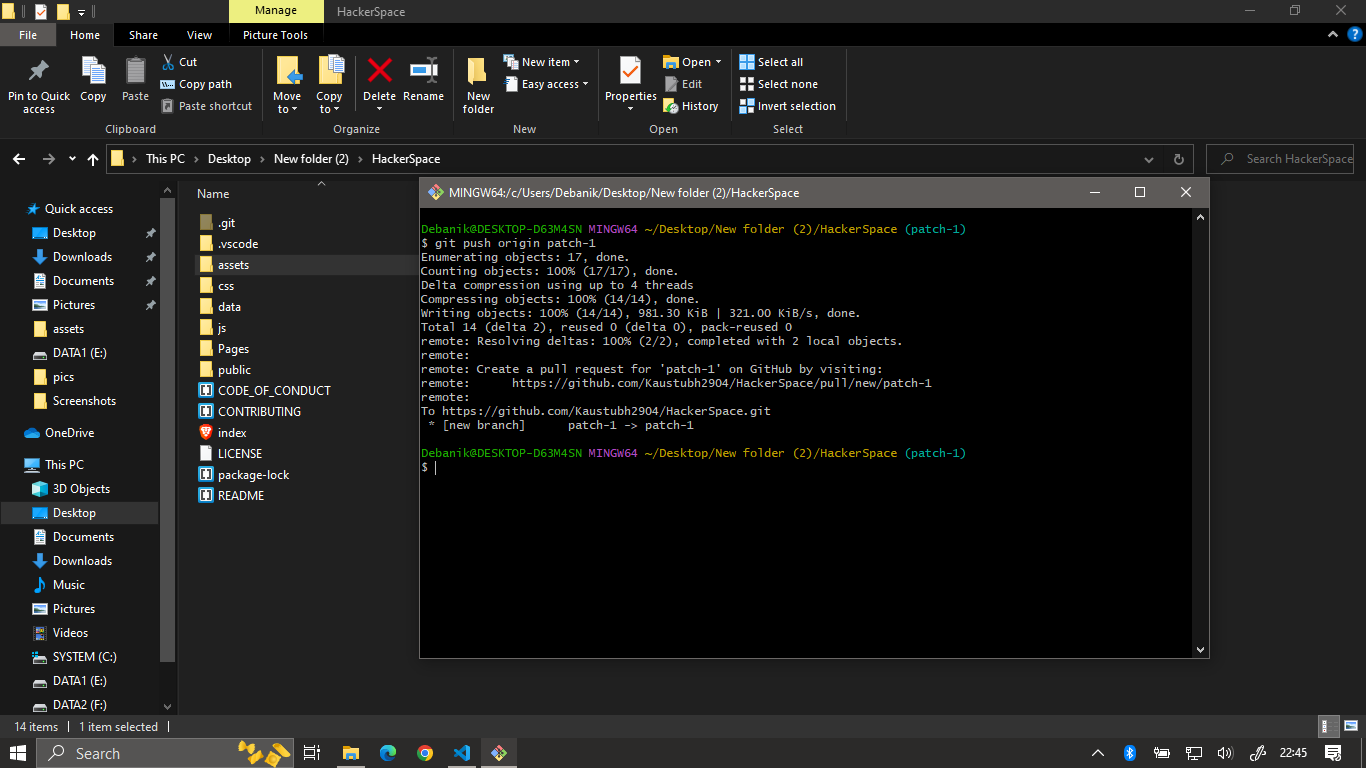 Manage
HackerSpace
File
Home
Share
View
Picture Tools
Pin to Quick access
Copy
Paste
Cut
Copy path
Paste shortcut
Move to
Copy to
Delete
Rename
New folder
New item
Easy access
Properties
Open
Edit
History
Select all
Select none
Invert selection
Clipboard
Organize
New
Open
Select
This PC > Desktop > New folder (2) > HackerSpace
Search HackerSpace
Quick access
Desktop
Downloads
Documents
Pictures
assets
DATA1 (E:)
pics
Screenshots
OneDrive
This PC
3D Objects
Desktop
Documents
Downloads
Music
Pictures
Videos
SYSTEM (C:)
DATA1 (E:)
DATA2 (F:)
Name
.git
.vscode
assets
css
data
js
Pages
public
CODE_OF_CONDUCT
CONTRIBUTING
index
LICENSE
package-lock
README
MINGW64:/c/Users/Debanik/Desktop/New folder (2)/HackerSpace
Debanik@DESKTOP-D63M4SN MINGW64 ~/Desktop/New folder (2)/HackerSpace (patch-1)
$ git push origin patch-1
Enumerating objects: 17, done.
Counting objects: 100% (17/17), done.
Delta compression using up to 4 threads
Compressing objects: 100% (14/14), done.
Writing objects: 100% (14/14), 981.30 KiB | 321.00 KiB/s, done.
Total 14 (delta 2), reused 0 (delta 0), pack-reused 0
remote: Resolving deltas: 100% (2/2), completed with 2 local objects.
remote:
remote: Create a pull request for 'patch-1' on GitHub by visiting:
remote:      https://github.com/Kaustubh2904/HackerSpace/pull/new/patch-1
remote:
To https://github.com/Kaustubh2904/HackerSpace.git
 * [new branch]      patch-1 -> patch-1
Debanik@DESKTOP-D63M4SN MINGW64 ~/Desktop/New folder (2)/HackerSpace (patch-1)
$
14 items
1 item selected
Search
22:45